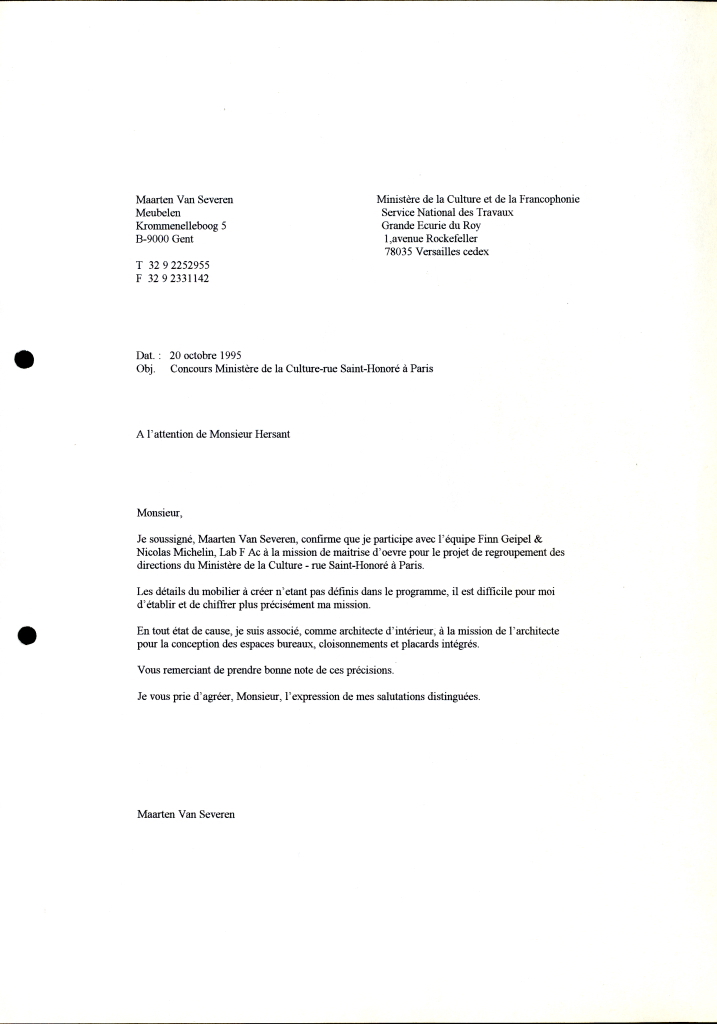 Maarten Van Severen
Meubelen
Krommenelleboog 5
B-9000 Gent
T 32 9 2252955
F 32 9 2331142
Ministère de la Culture et de la Francophonie
Service National des Travaux
Grande Ecurie du Roy
1,avenue Rockefeller
78035 Versailles cedex
Dat. : 20 octobre 1995
Obj. Concours Ministère de la Culture-rue Saint-Honoré à Paris
A l'attention de Monsieur Hersant
Monsieur,
Je soussigné, Maarten Van Severen, confirme que je participe avec l'équipe Finn Geipel &
Nicolas Michelin, Lab F Ac à la mission de maitrise d'oevre pour le projet de regroupement des
directions du Ministère de la Culture - rue Saint-Honoré à Paris.
Les détails du mobilier à créer n'etant pas définis dans le programme, il est difficile pour moi
d'établir et de chiffrer plus précisément ma mission.
En tout état de cause, je suis associé, comme architecte d'intérieur, à la mission de l'architecte
pour la conception des espaces bureaux, cloisonnements et placards intégrés.
Vous remerciant de prendre bonne note de ces précisions.
Je vous prie d'agréer, Monsieur, l'expression de mes salutations distinguées.
Maarten Van Severen